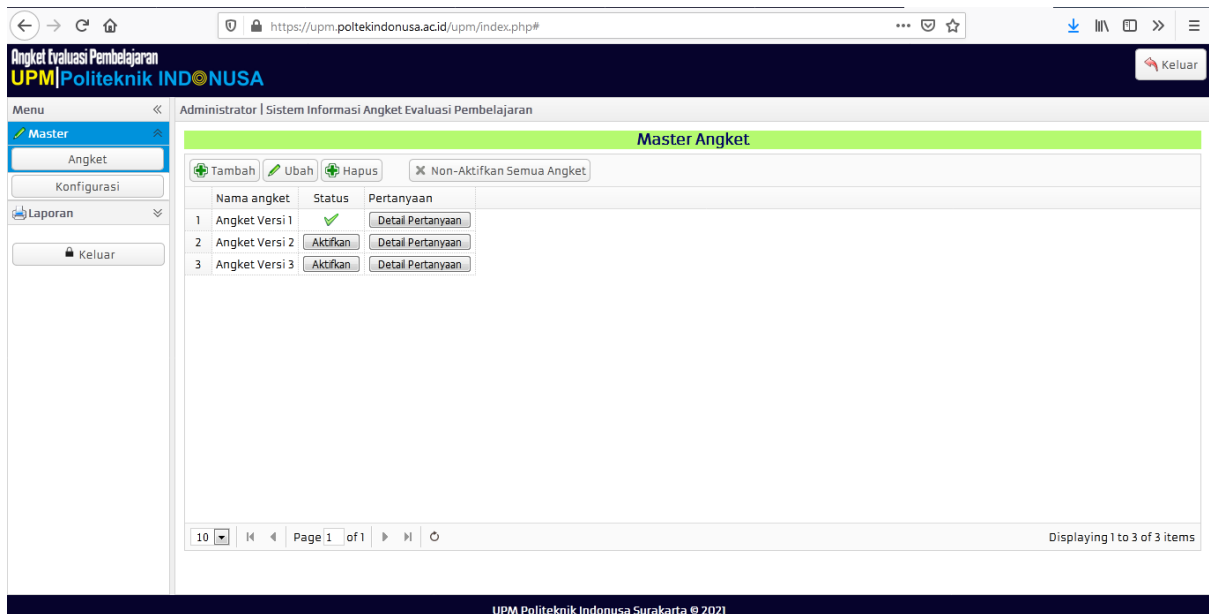 https://upm.poltekindonusa.ac.id/upm/index.php#
Angket Evaluasi Pembelajaran
UPM|Politeknik INDONUSA
Keluar
Menu
Administrator | Sistem Informasi Angket Evaluasi Pembelajaran
Master
Angket
Konfigurasi
Laporan
Keluar
Master Angket
Tambah Ubah Hapus Non-Aktifkan Semua Angket
Nama angket Status Pertanyaan
1 Angket Versi 1 Detail Pertanyaan
2 Angket Versi 2 Aktifkan Detail Pertanyaan
3 Angket Versi 3 Aktifkan Detail Pertanyaan
10 Page 1 of 1 Displaying 1 to 3 of 3 items
UPM Politeknik Indonusa Surakarta © 2021